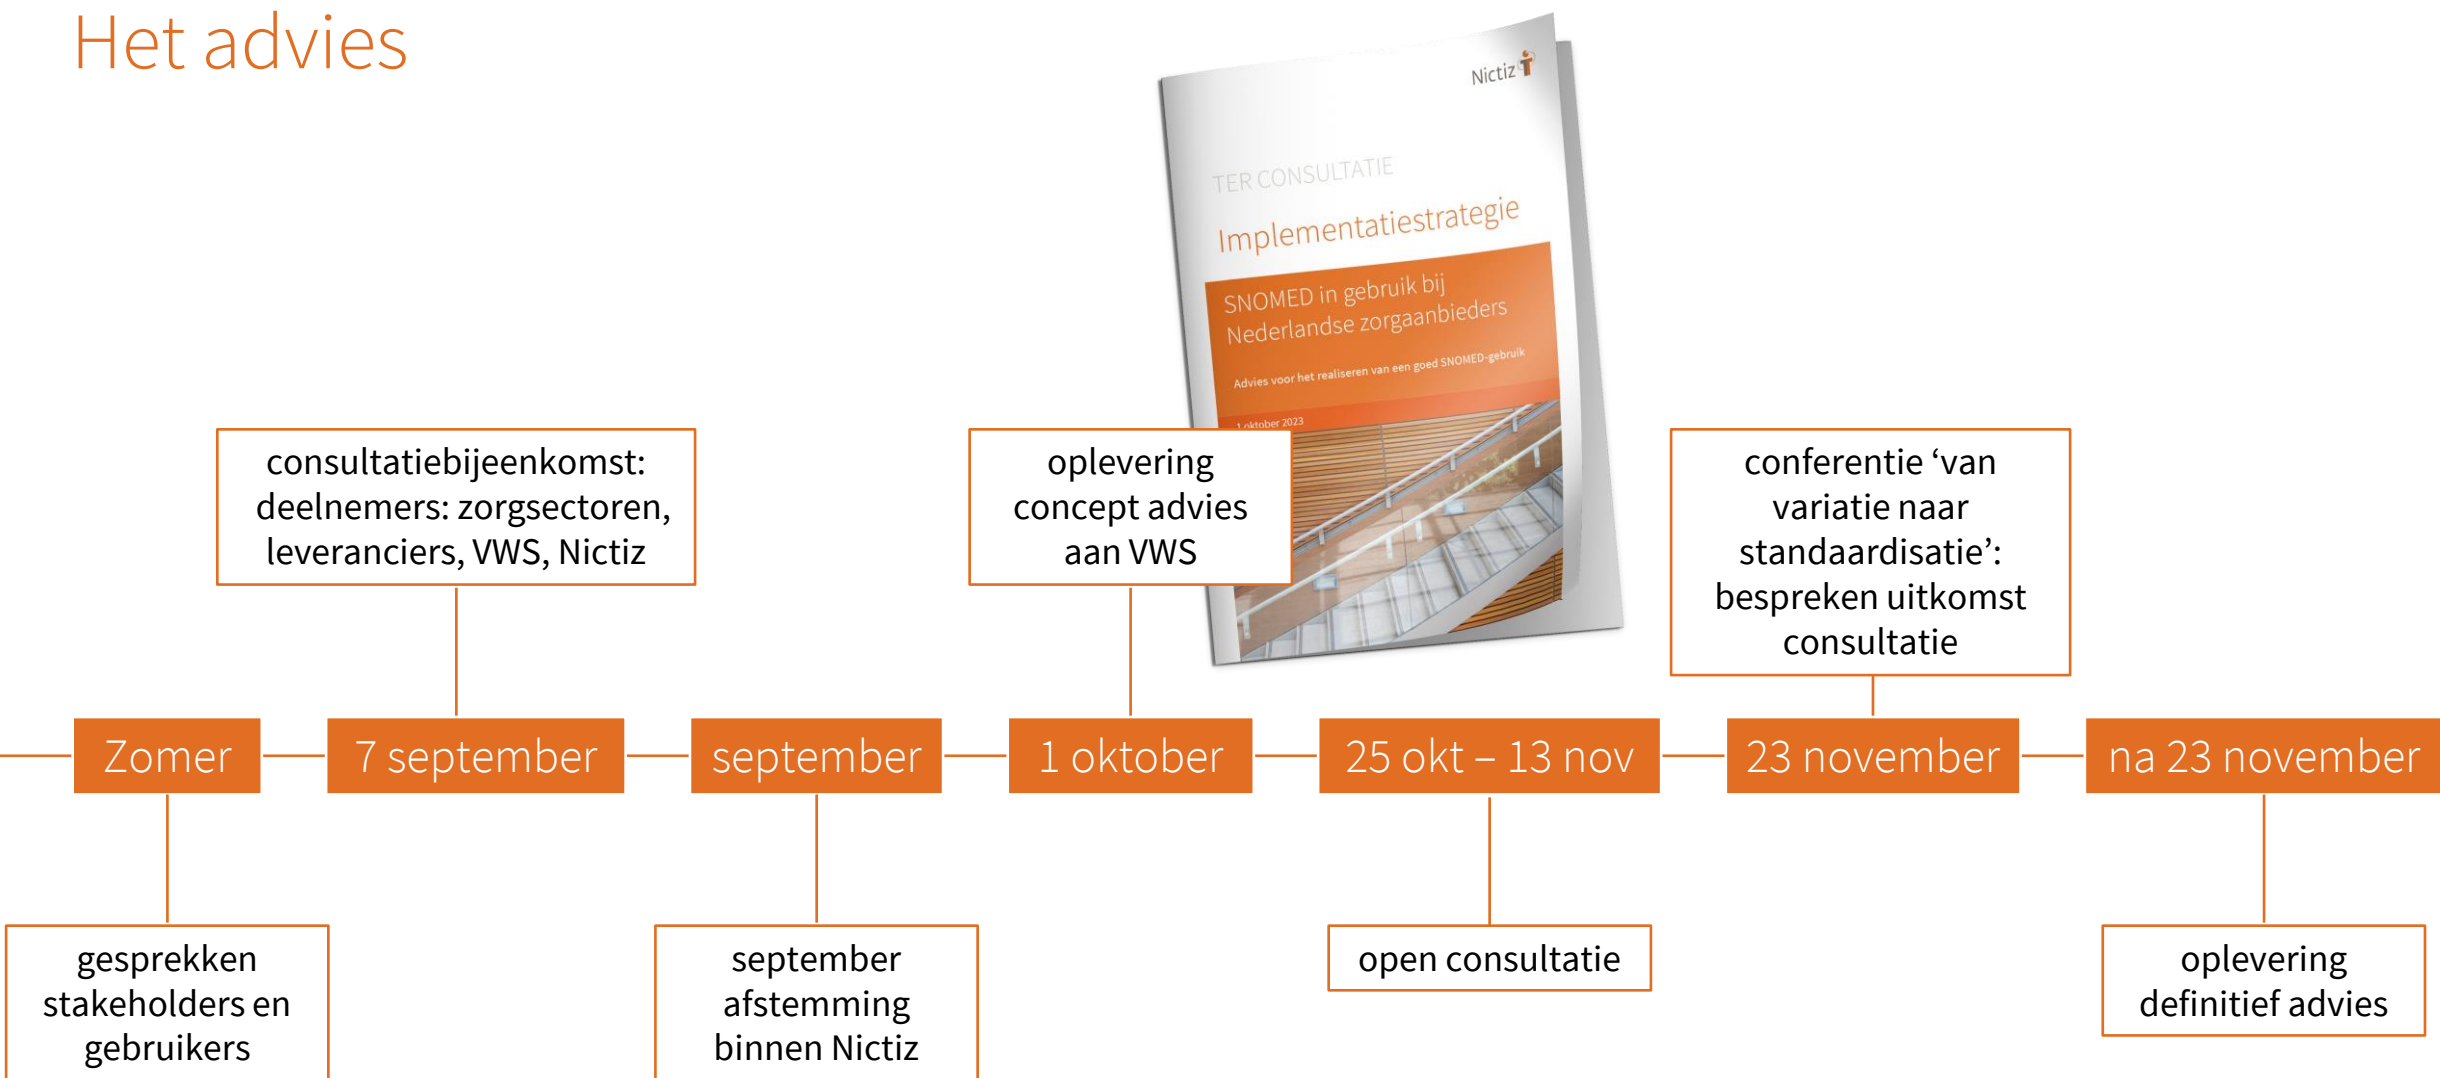 Het advies
Nictiz
TER CONSULTATIE
Implementatiestrategie
SNOMED in gebruik bij
Nederlandse zorgaanbieders
Advies voor het realiseren van een goed SNOMED-gebruik
1 oktober 2023
consultatiebijeenkomst:
deelnemers: zorgsectoren,
leveranciers, VWS, Nictiz
oplevering
concept advies
aan VWS
conferentie ‘van
variatie naar
standaardisatie’:
bespreken uitkomst
consultatie
Zomer
7 september
september
1 oktober
25 okt – 13 nov
23 november
na 23 november
gesprekken
stakeholders en
gebruikers
september
afstemming
binnen Nictiz
open consultatie
oplevering
definitief advies